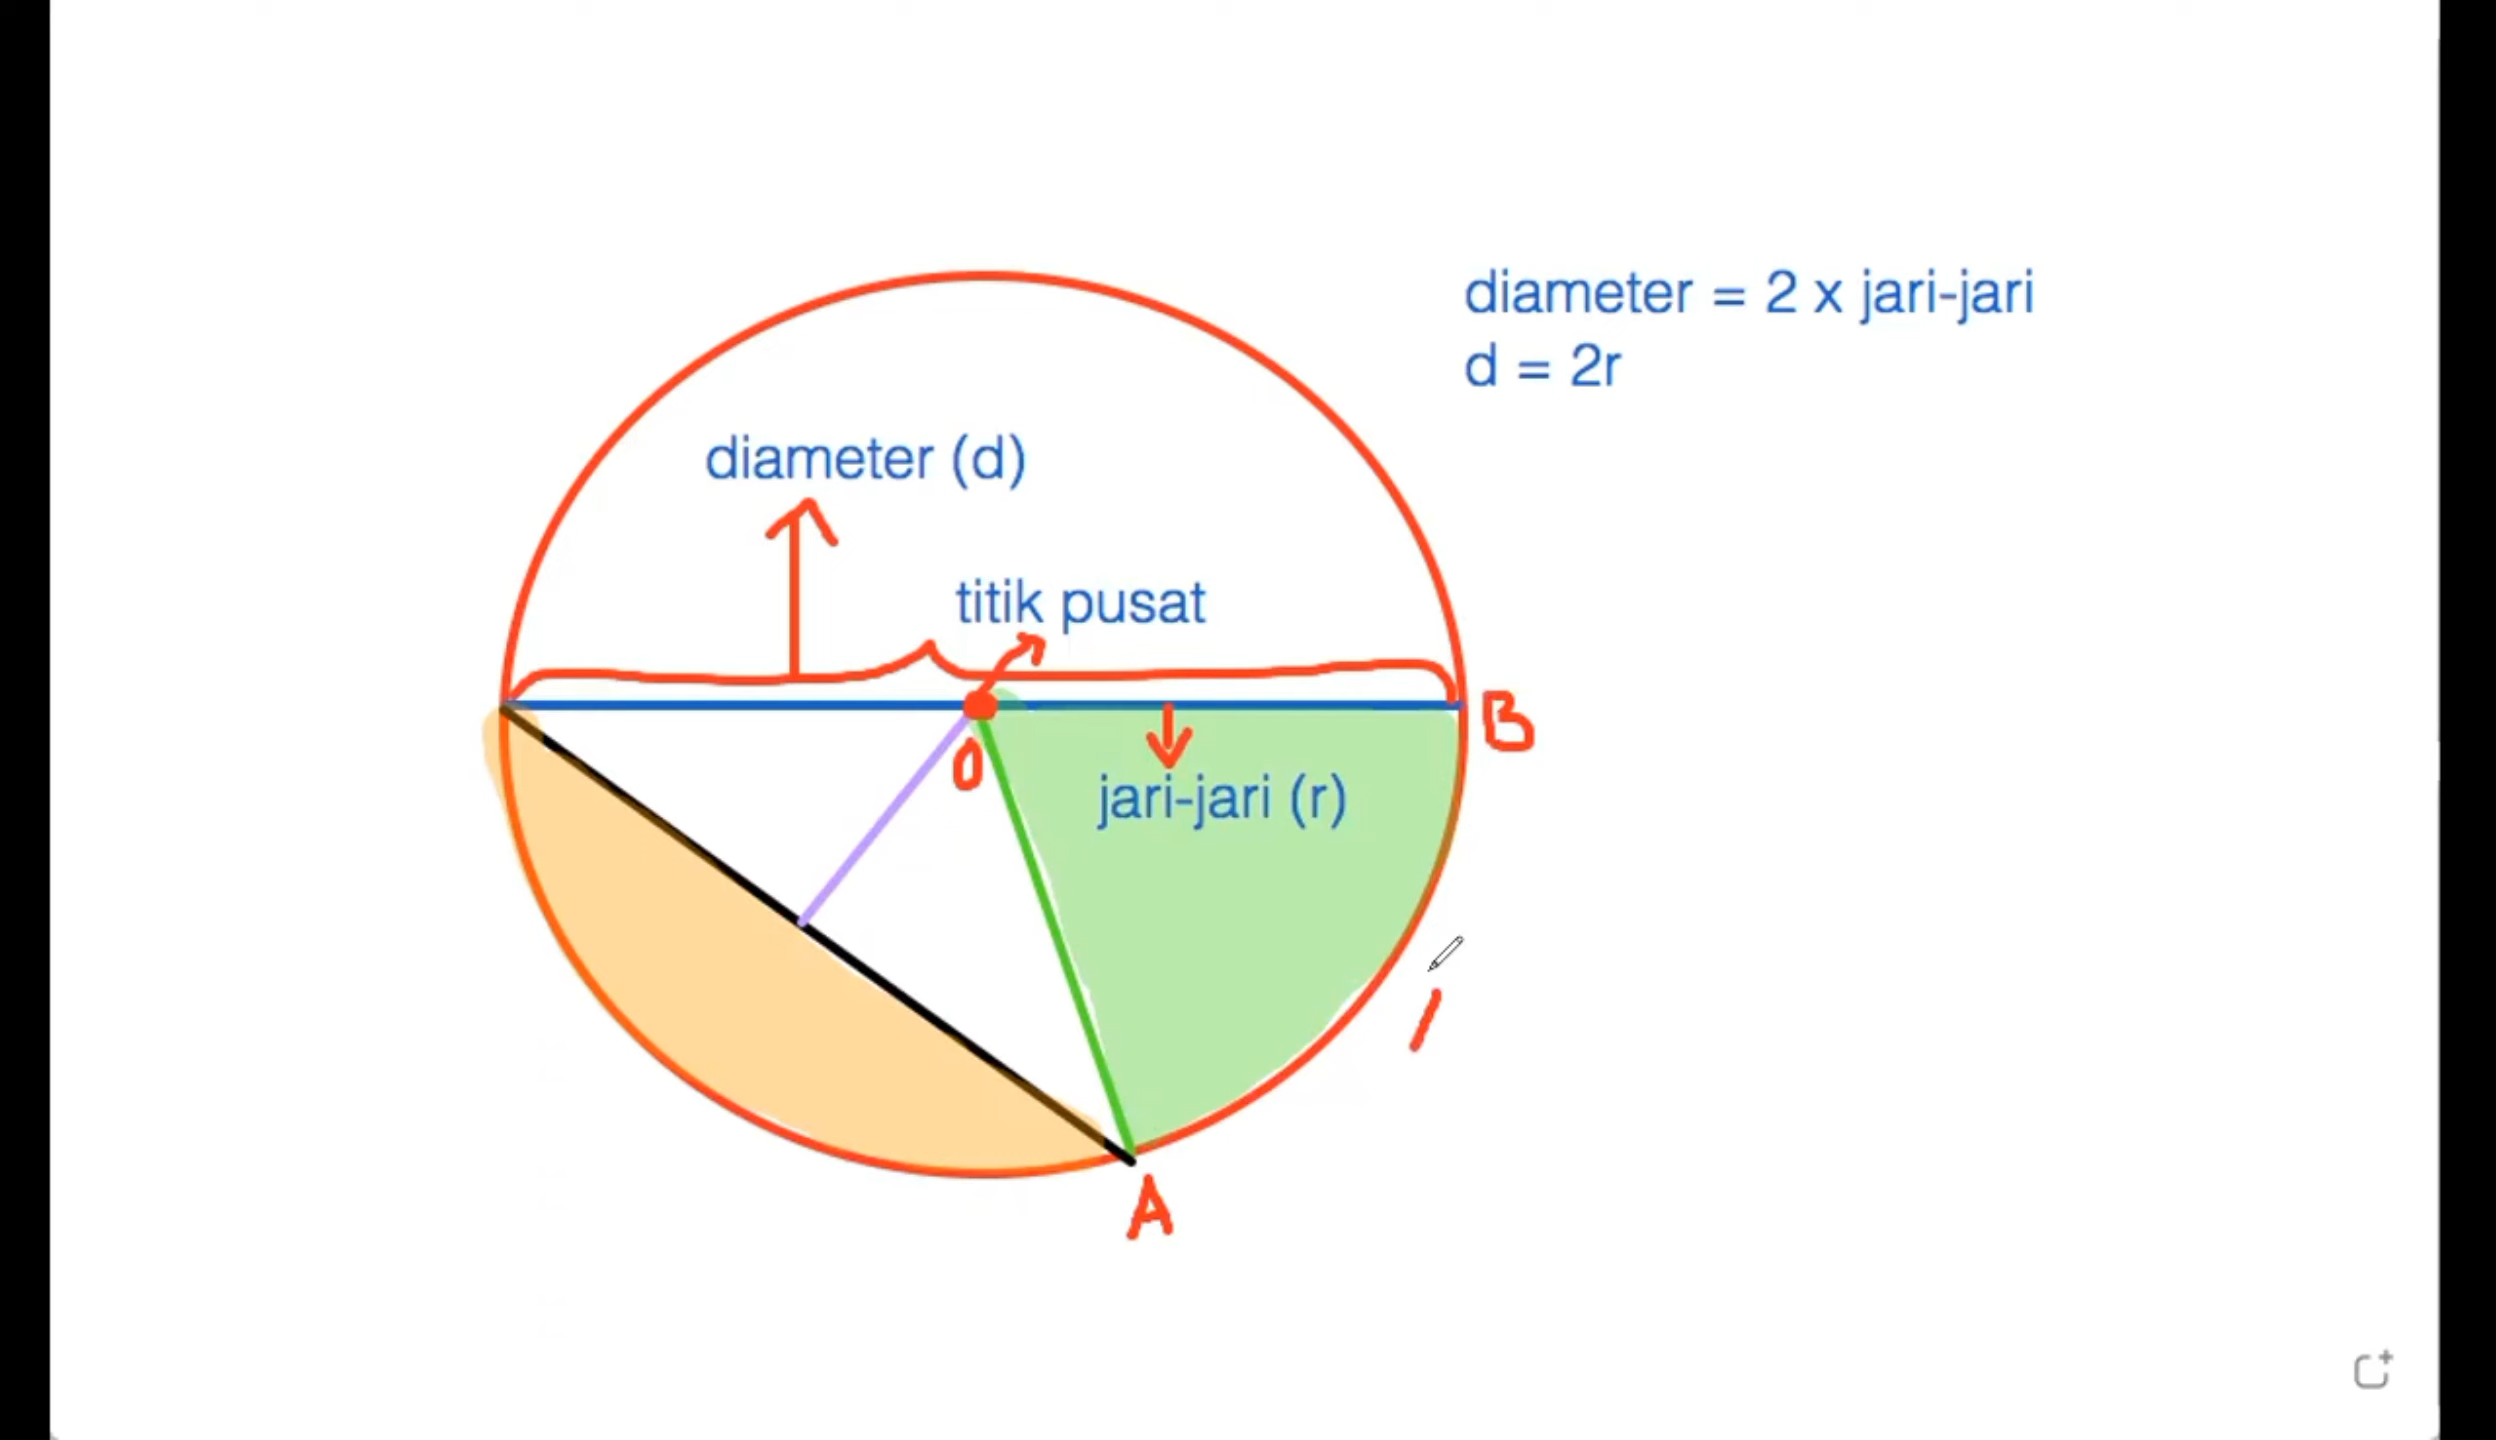 diameter = 2 x jari-jari
d = 2r
diameter (d)
titik pusat
O
B
jari-jari (r)
A